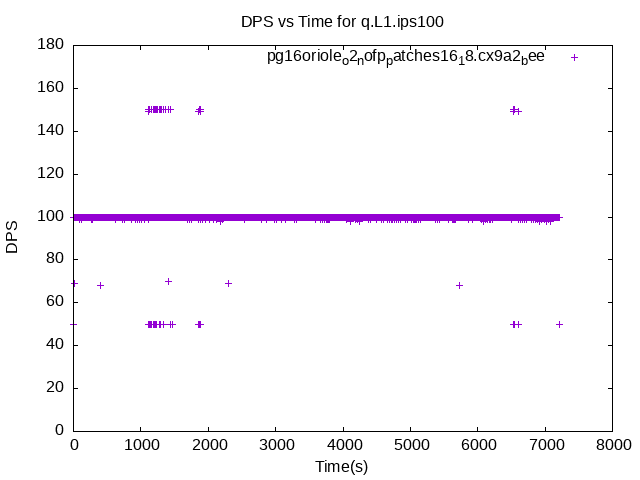 DPS vs Time for q.L1.ips100
pg16oriole_o2_nofp_patches16_18.cx9a2_bee
180
160
140
120
100
80
60
40
20
0
DPS
0 1000 2000 3000 4000 5000 6000 7000 8000
Time(s)